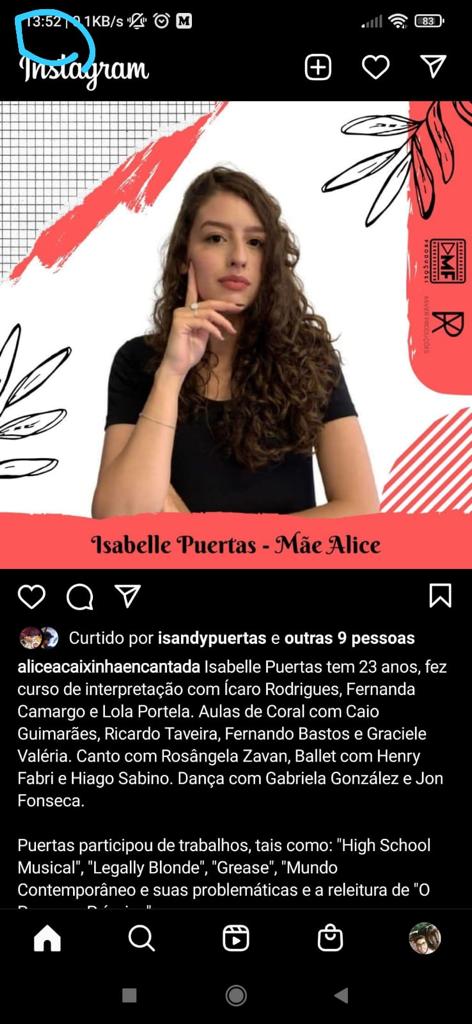 13:52 | 0,1KB/s
83
Instagram
DMF
PRODUÇÕES
Isabelle Puertas - Mãe Alice
Curtido por isandypuertas e outras 9 pessoas
aliceacaixinhaencantada Isabelle Puertas tem 23 anos, fez
curso de interpretação com Ícaro Rodrigues, Fernanda
Camargo e Lola Portela. Aulas de Coral com Caio
Guimarães, Ricardo Taveira, Fernando Bastos e Graciele
Valéria. Canto com Rosângela Zavan, Ballet com Henry
Fabri e Hiago Sabino. Dança com Gabriela González e Jon
Fonseca.
Puertas participou de trabalhos, tais como: "High School
Musical", "Legally Blonde", "Grease", "Mundo
Contemporâneo e suas problemáticas e a releitura de "O